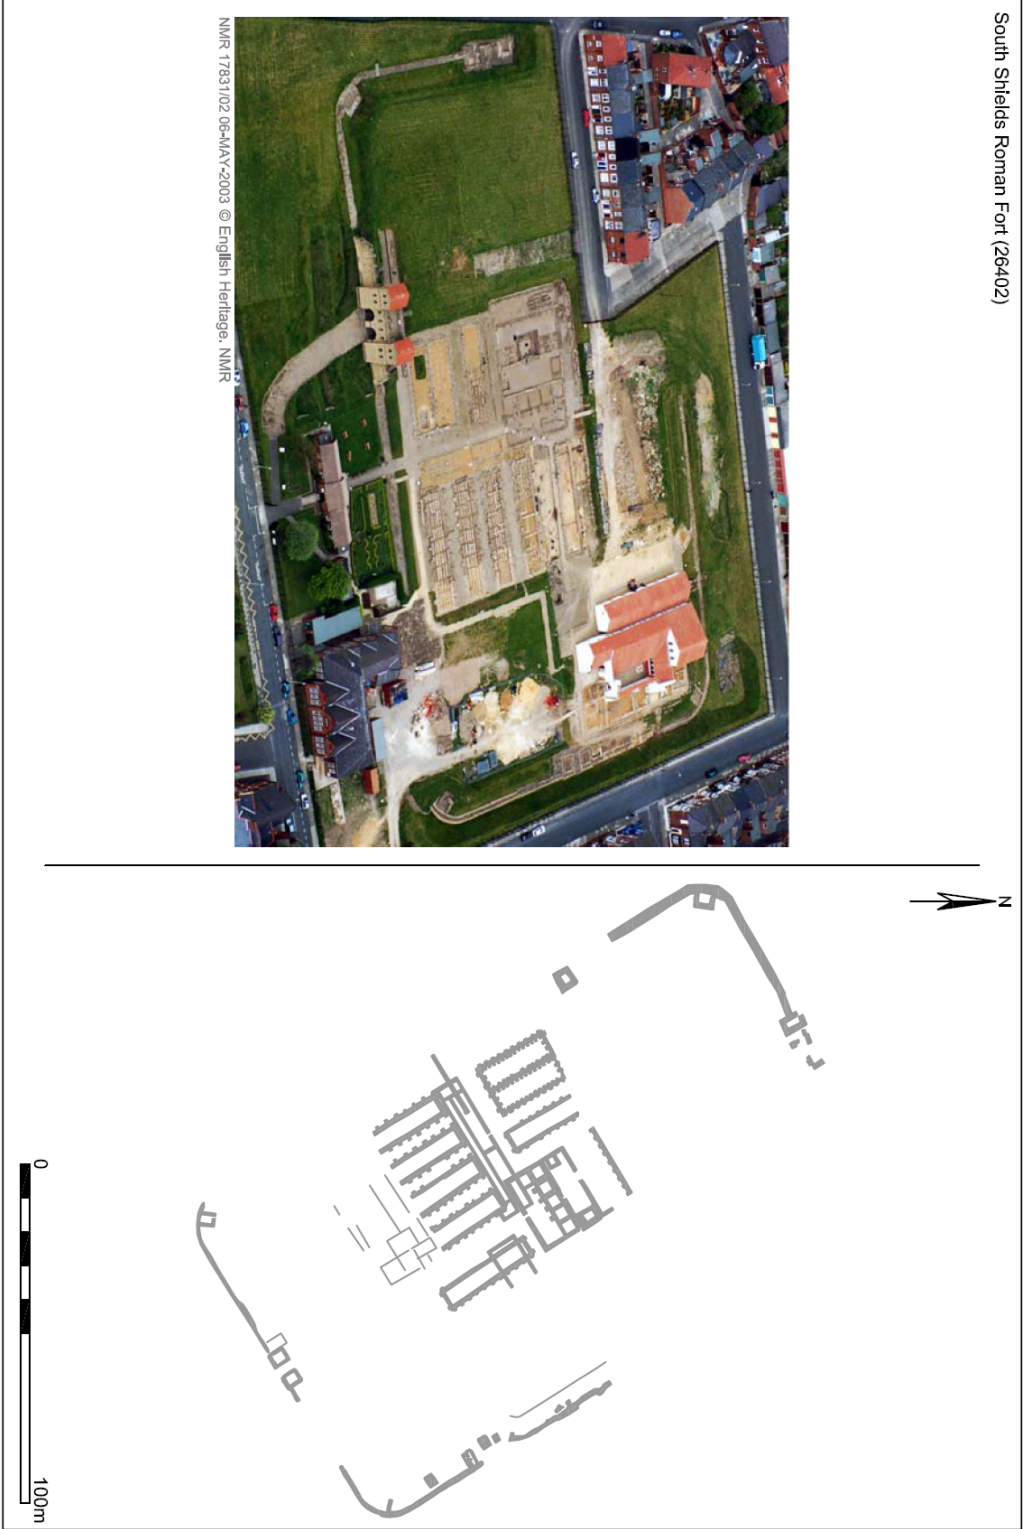 South Shields Roman Fort (26402)
NMR 17831/02 06-MAY-2003 © English Heritage. NMR
N
0
100m